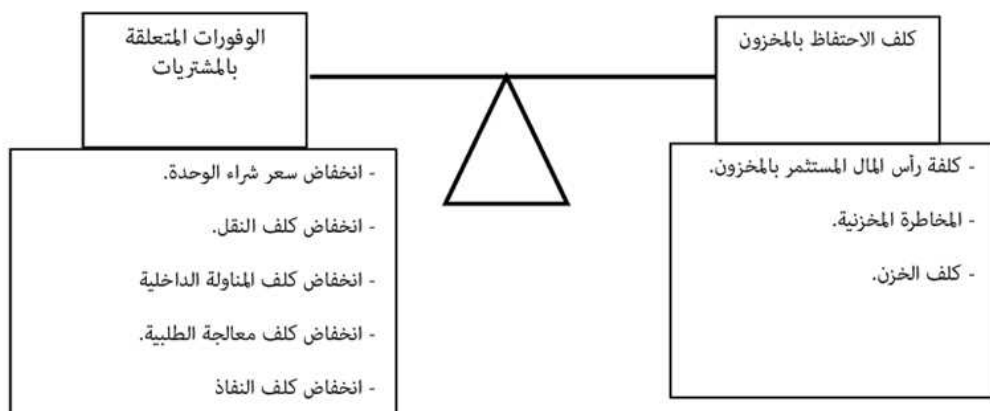 كلف الاحتفاظ بالمخزون
- كلفة رأس المال المستثمر بالمخزون.
- المخاطرة المخزنية.
- كلف الخزن.
الوفورات المتعلقة
بالمشتريات
- انخفاض سعر شراء الوحدة.
- انخفاض كلف النقل.
- انخفاض كلف المناولة الداخلية
- انخفاض كلف معالجة الطلبية.
- انخفاض كلف النفاذ